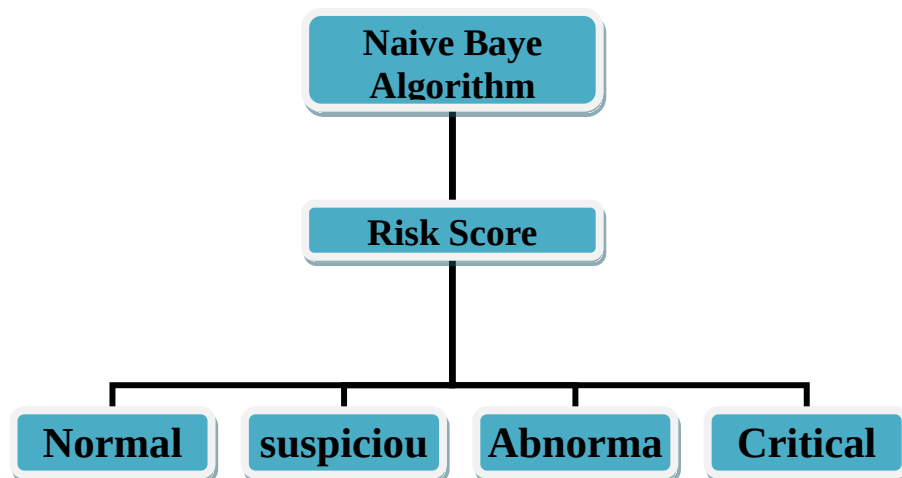 Naive Baye
Algorithm
Risk Score
Normal
suspiciou
Abnorma
Critical